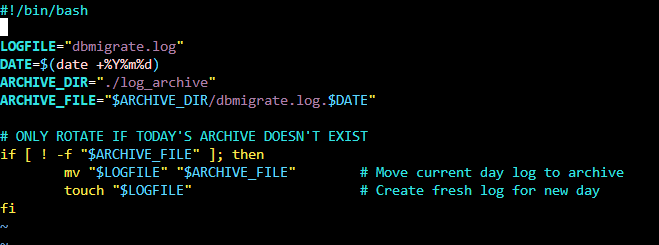 #!/bin/bash
LOGFILE="dbmigrate.log"
DATE=$(date +%Y%m%d)
ARCHIVE_DIR="./log_archive"
ARCHIVE_FILE="$ARCHIVE_DIR/dbmigrate.log.$DATE"
# ONLY ROTATE IF TODAY'S ARCHIVE DOESN'T EXIST
if [ ! -f "$ARCHIVE_FILE" ]; then
        mv "$LOGFILE" "$ARCHIVE_FILE"        # Move current day log to archive
        touch "$LOGFILE"                     # Create fresh log for new day
fi
~
~